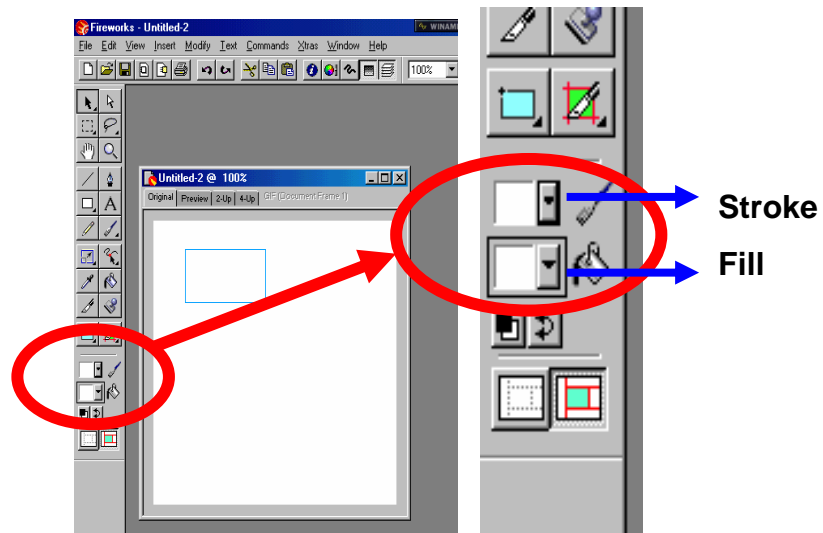 Fireworks - Untitled-2
WINAM
File Edit View Insert Modify Text Commands Xtras Window Help
100%
Untitled-2 @ 100%
Original Preview 2-Up 4-Up GIF (Document Frame 1)
A
Stroke
Fill